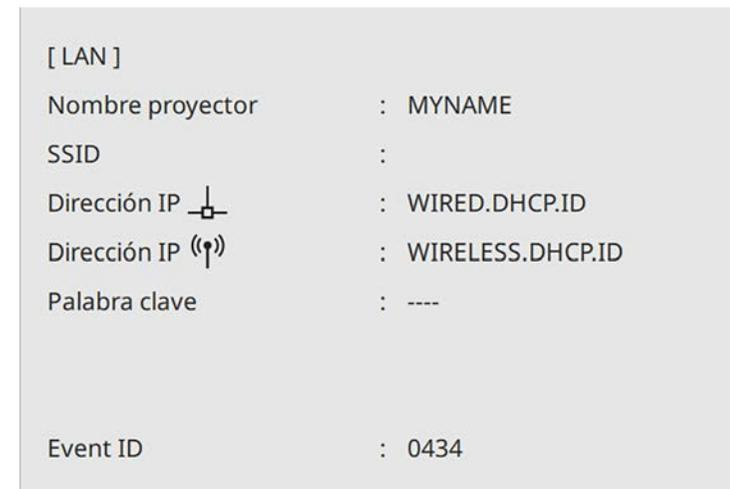 [ LAN ]
Nombre proyector : MYNAME
SSID :
Dirección IP : WIRED.DHCP.ID
Dirección IP : WIRELESS.DHCP.ID
Palabra clave : ----
Event ID : 0434